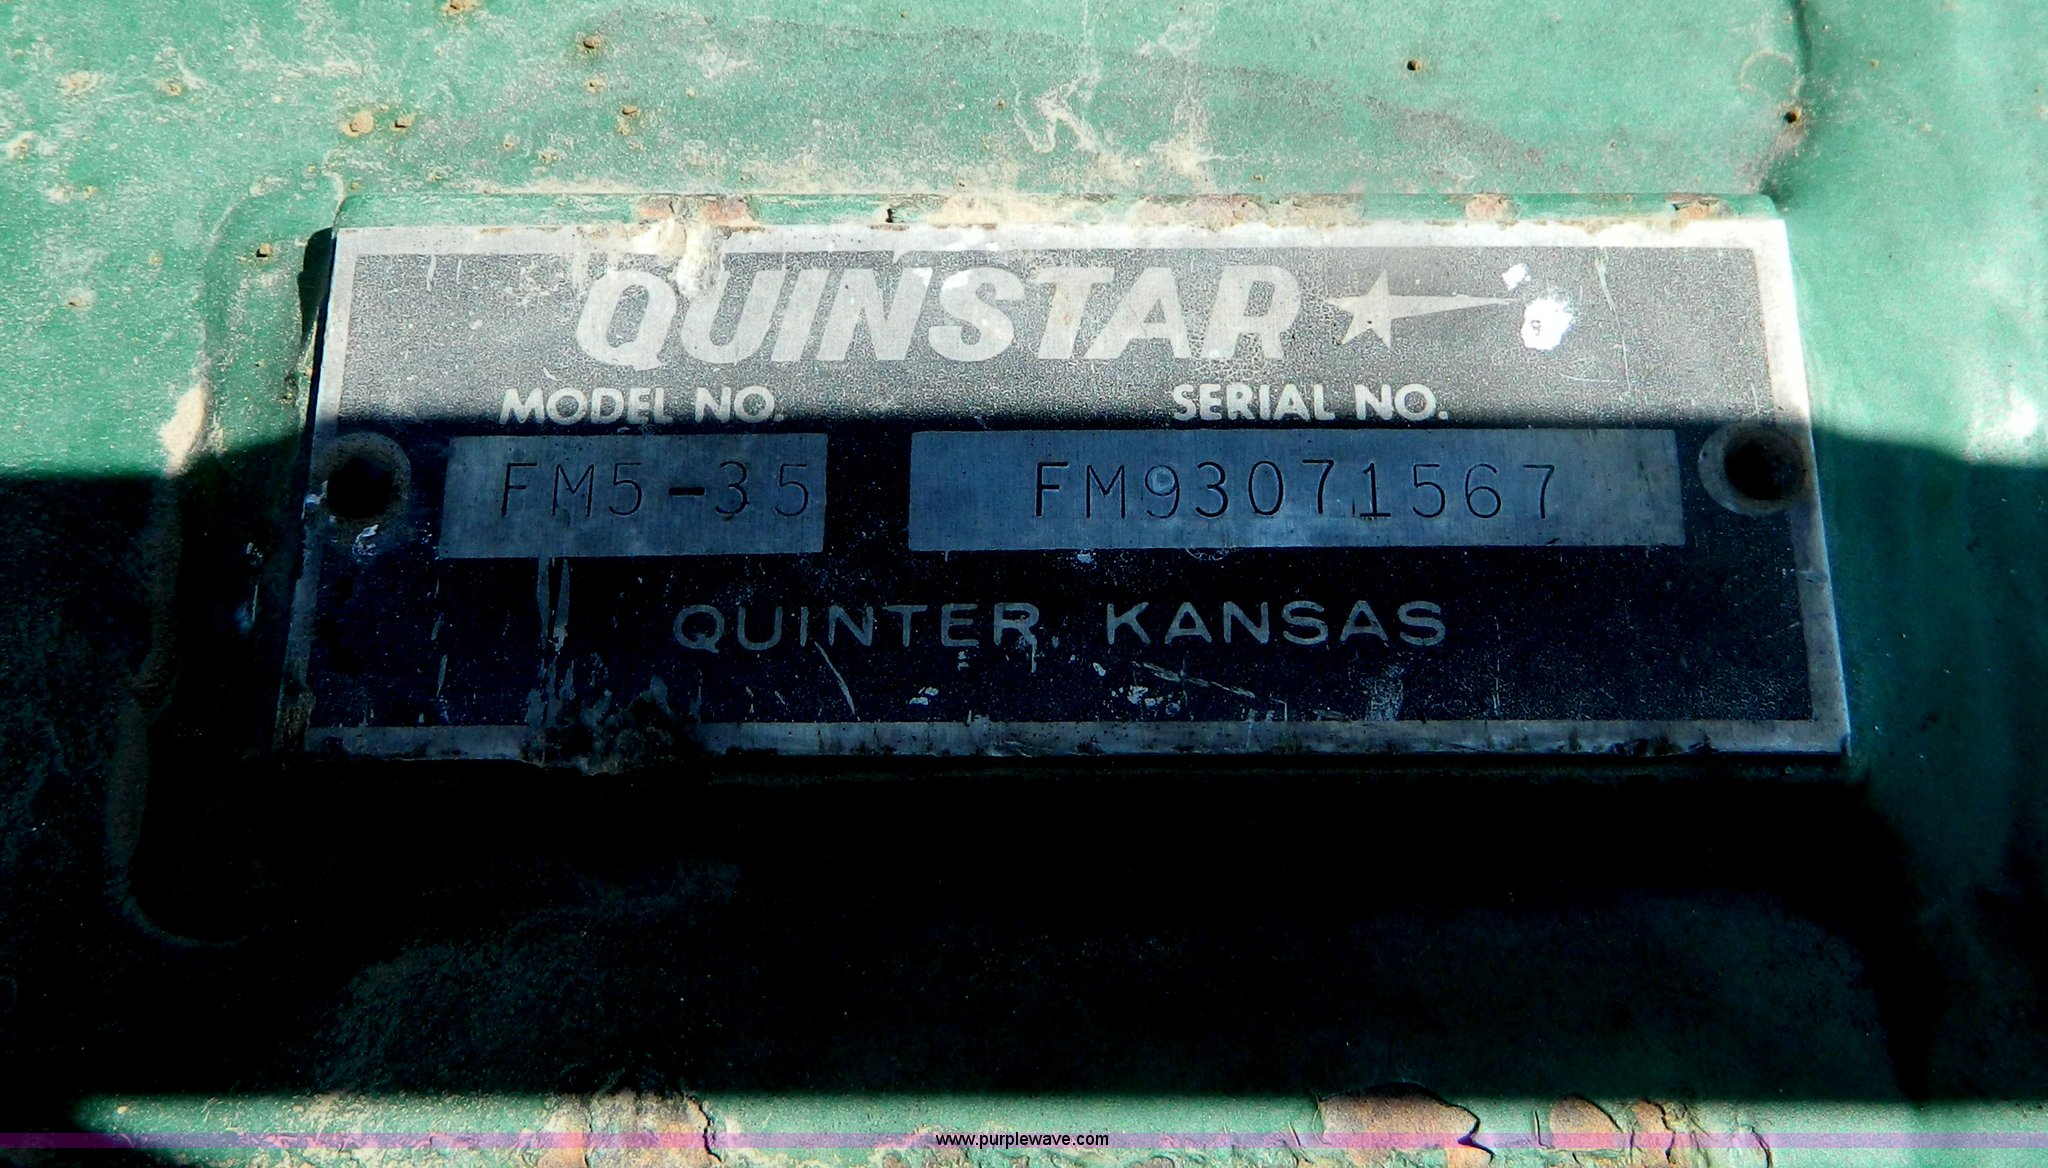 QUINSTAR
MODEL NO. SERIAL NO.
FM5-35 FM93071567
QUINTER, KANSAS
www.purplewave.com